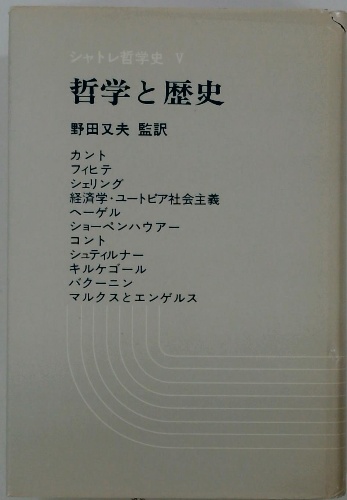 シャトレ哲学史 V
哲学と歴史
野田又夫 監訳
カント
フィヒテ
シェリング
経済学・ユートピア社会主義
ヘーゲル
ショーペンハウアー
コント
シュティルナー
キルケゴール
バクーニン
マルクスとエンゲルス